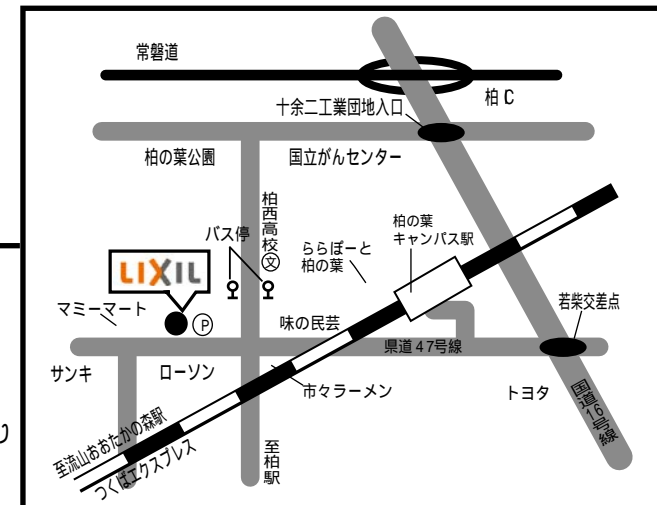 常磐道
柏C
十余二工業団地入口
柏の葉公園
国立がんセンター
柏西高校
文
バス停
ららぽーと
柏の葉
柏の葉
キャンパス駅
LIXIL
マミーマート
P
味の民芸
若柴交差点
県道47号線
サンキ
ローソン
市々ラーメン
トヨタ
国道16号線
至流山おおたかの森駅
つくばエクスプレス
至柏駅
り